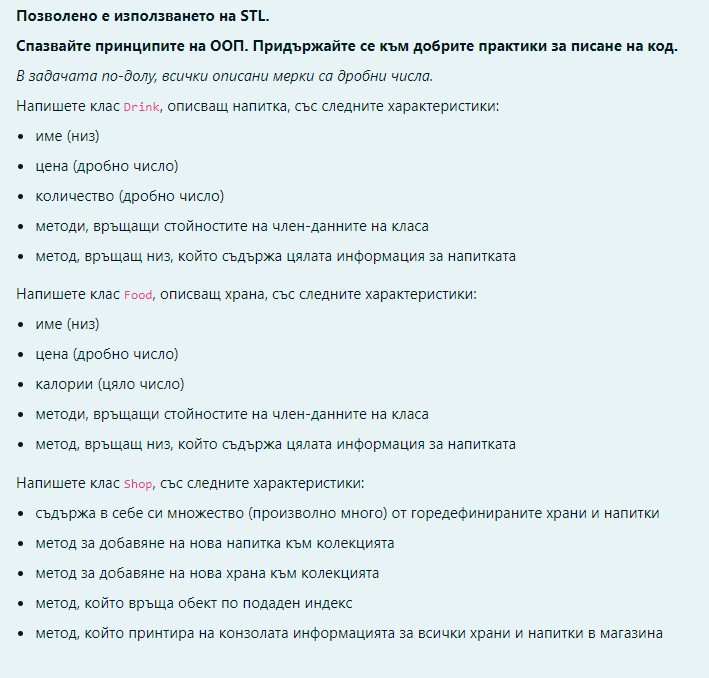 Позволено е използването на STL.
Спазвайте принципите на ООП. Придържайте се към добрите практики за писане на код.
В задачата по-долу, всички описани мерки са дробни числа.
Напишете клас Drink, описващ напитка, със следните характеристики:
• име (низ)
• цена (дробно число)
• количество (дробно число)
• методи, връщащи стойностите на член-данните на класа
• метод, връщащ низ, който съдържа цялата информация за напитката
Напишете клас Food, описващ храна, със следните характеристики:
• име (низ)
• цена (дробно число)
• калории (цяло число)
• методи, връщащи стойностите на член-данните на класа
• метод, връщащ низ, който съдържа цялата информация за напитката
Напишете клас Shop, със следните характеристики:
• съдържа в себе си множество (произволно много) от горедефинираните храни и напитки
• метод за добавяне на нова напитка към колекцията
• метод за добавяне на нова храна към колекцията
• метод, който връща обект по подаден индекс
• метод, който принтира на конзолата информацията за всички храни и напитки в магазина